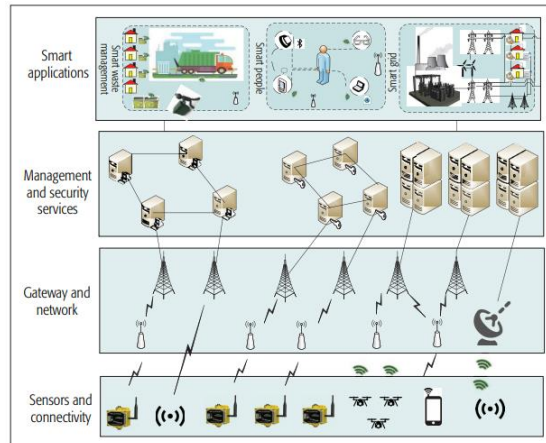 Smart
applications
Smart waste
management
Smart people
Smart grid
Management
and security
services
Gateway and
network
Sensors and
connectivity